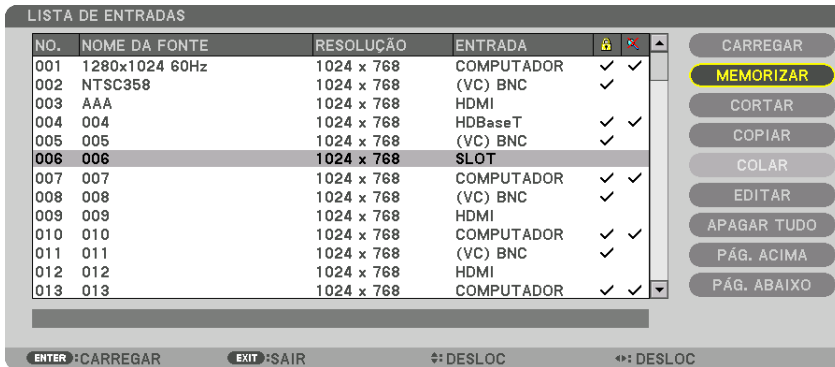 LISTA DE ENTRADAS
NO. NOME DA FONTE RESOLUÇÃO ENTRADA
001 1280x1024 60Hz 1024 x 768 COMPUTADOR ✓ ✓
002 NTSC358 1024 x 768 (VC) BNC ✓
003 AAA 1024 x 768 HDMI
004 004 1024 x 768 HDBaseT ✓ ✓
005 005 1024 x 768 (VC) BNC ✓
006 006 1024 x 768 SLOT
007 007 1024 x 768 COMPUTADOR ✓ ✓
008 008 1024 x 768 (VC) BNC ✓
009 009 1024 x 768 HDMI
010 010 1024 x 768 COMPUTADOR ✓ ✓
011 011 1024 x 768 (VC) BNC ✓
012 012 1024 x 768 HDMI
013 013 1024 x 768 COMPUTADOR ✓ ✓
CARREGAR
MEMORIZAR
CORTAR
COPIAR
COLAR
EDITAR
APAGAR TUDO
PÁG. ACIMA
PÁG. ABAIXO
ENTER :CARREGAR EXIT :SAIR :DESLOC : DESLOC